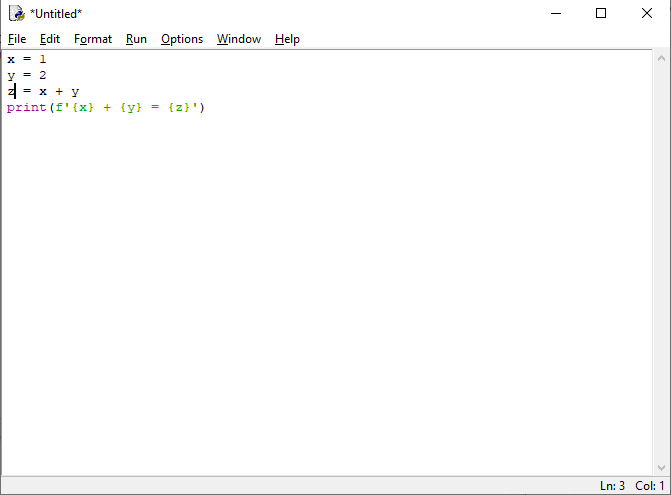 *Untitled*
File Edit Format Run Options Window Help
x = 1
y = 2
z = x + y
print(f'{x} + {y} = {z}')
Ln: 3 Col: 1